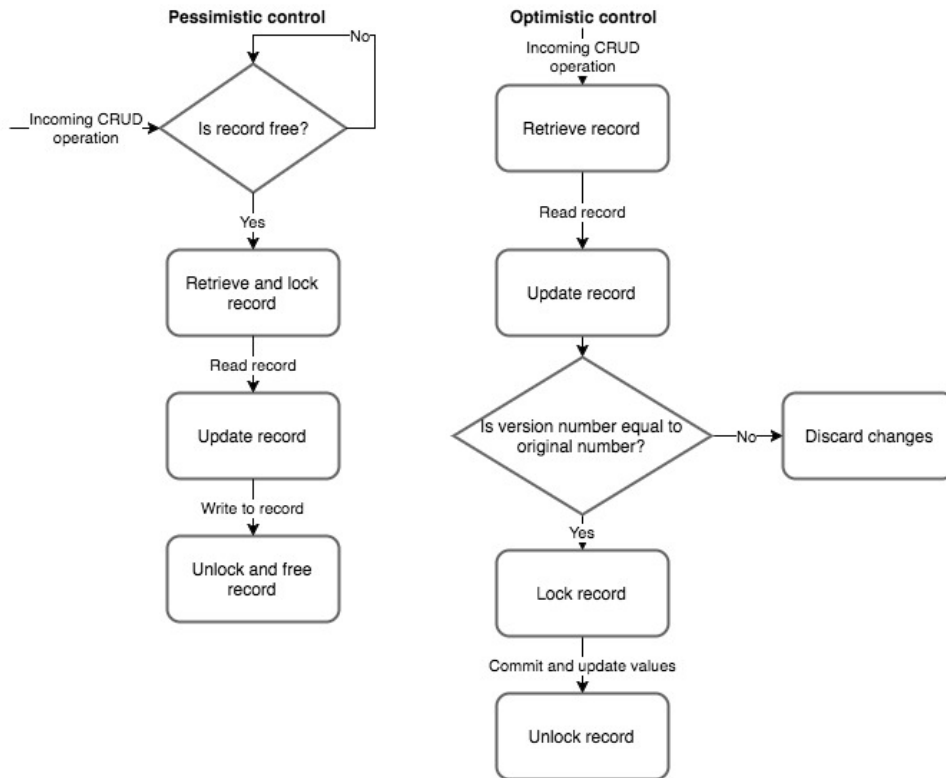 Pessimistic control
No
Incoming CRUD
operation
Is record free?
Yes
Retrieve and lock
record
Read record
Update record
Write to record
Unlock and free
record
Optimistic control
Incoming CRUD
operation
Retrieve record
Read record
Update record
Is version number equal to
original number?
No
Discard changes
Yes
Lock record
Commit and update values
Unlock record